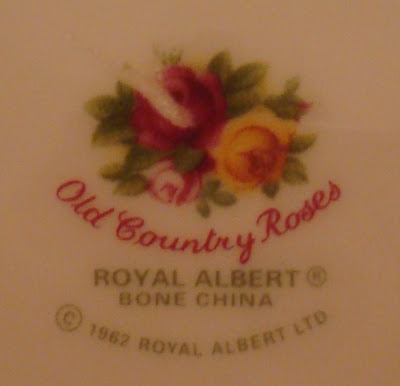 Old Country Roses
ROYAL ALBERT ®
BONE CHINA
© 1962 ROYAL ALBERT LTD